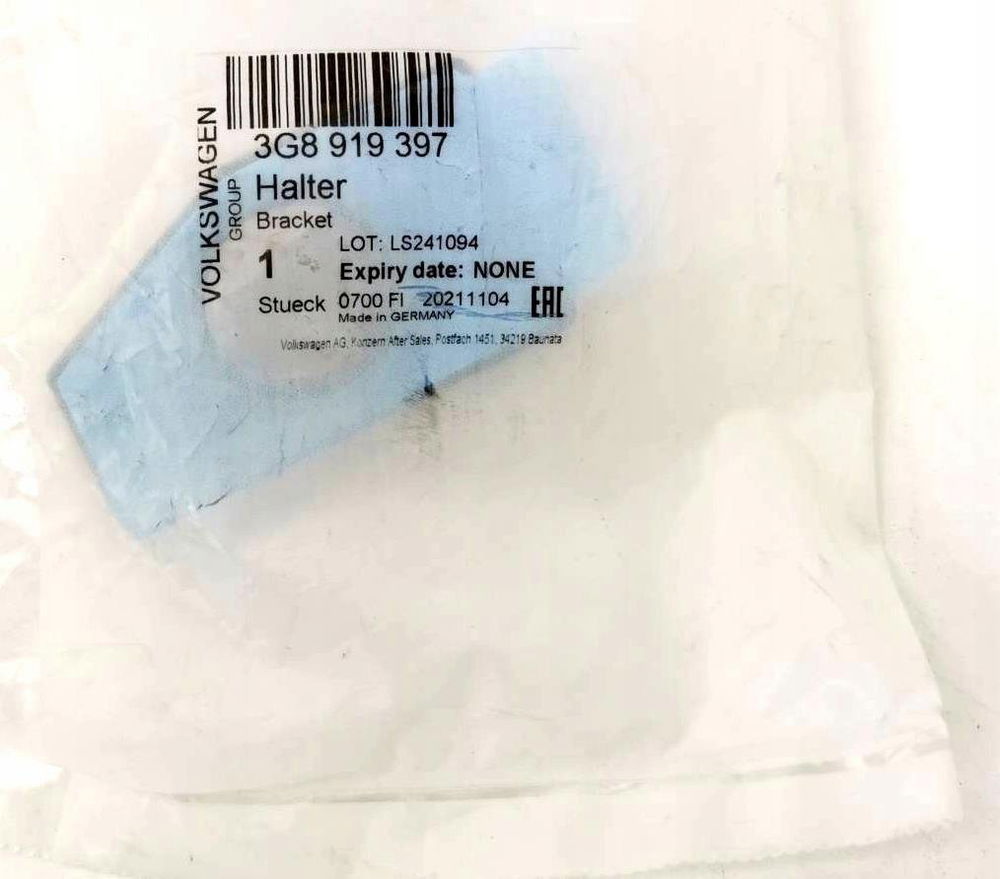 VOLKSWAGEN
GROUP
3G8 919 397
Halter
Bracket
LOT: LS241094
1
Expiry date: NONE
Stueck
0700 FI 20211104
EAC
Made in GERMANY
Volkswagen AG, Konzern After Sales, Postfach 1451, 34219 Baunata